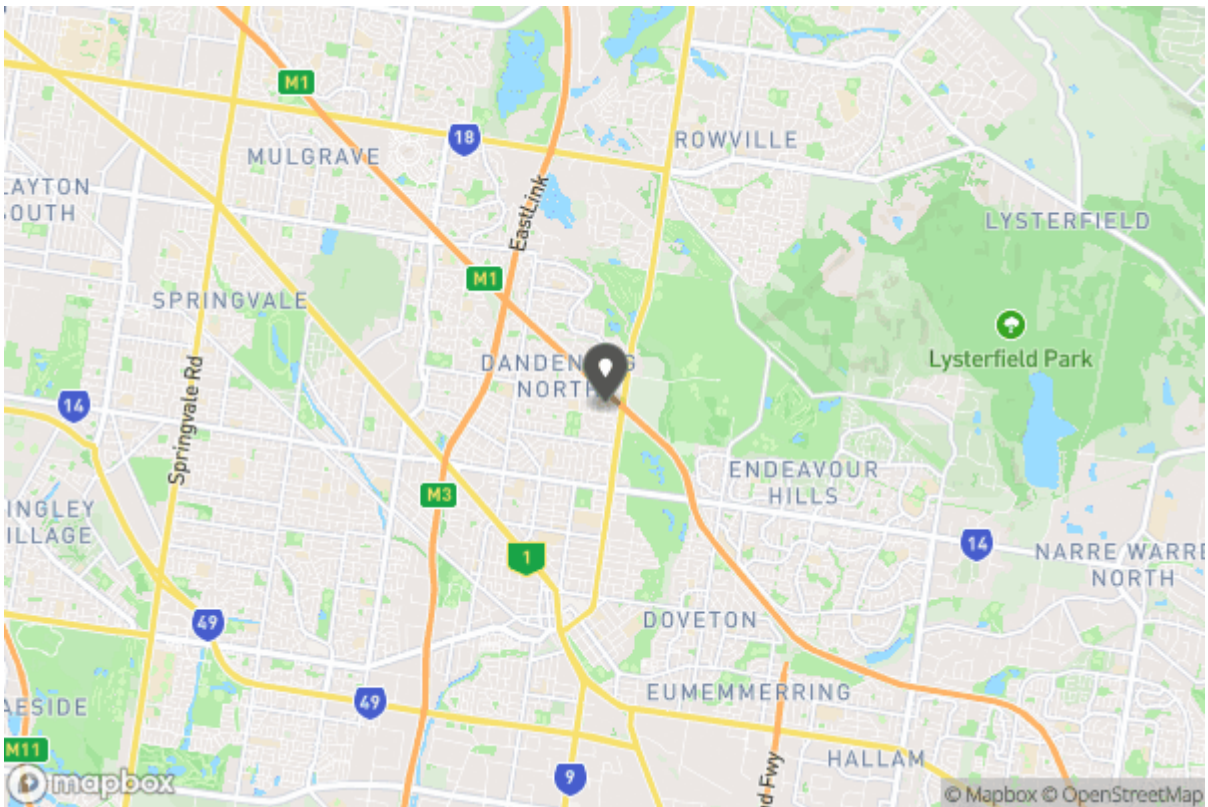 M1
18
ROWVILLE
MULGRAVE
LAYTON
SOUTH
EastLink
LYSTERFIELD
M1
SPRINGVALE
Lysterfield Park
DANDENONG
NORTH
Springvale Rd
14
ENDEAVOUR
HILLS
M3
INGLEY
ILLAGE
1
14
NARRE WARRE
NORTH
49
DOVETON
EUMEMMERRING
49
AESIDE
M11
HALLAM
9
d Fwy
mapbox
© Mapbox © OpenStreetMap